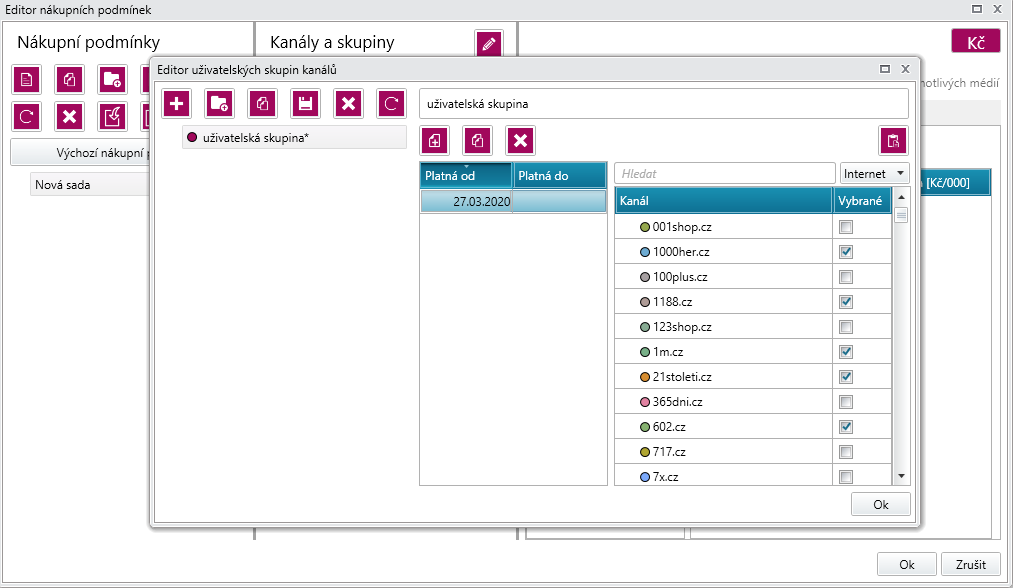 Editor nákupních podmínek
Nákupní podmínky
Kanály a skupiny
Kč
Editor uživatelských skupin kanálů
notlivých médií
uživatelská skupina
uživatelská skupina*
Výchozí nákupní
Nová sada
Platná od
Platná do
27.03.2020
Hledat
Internet
[Kč/000]
Kanál
Vybrané
001shop.cz
1000her.cz
100plus.cz
1188.cz
123shop.cz
1m.cz
21stoleti.cz
365dni.cz
602.cz
717.cz
7x.cz
Ok
Ok
Zrušit